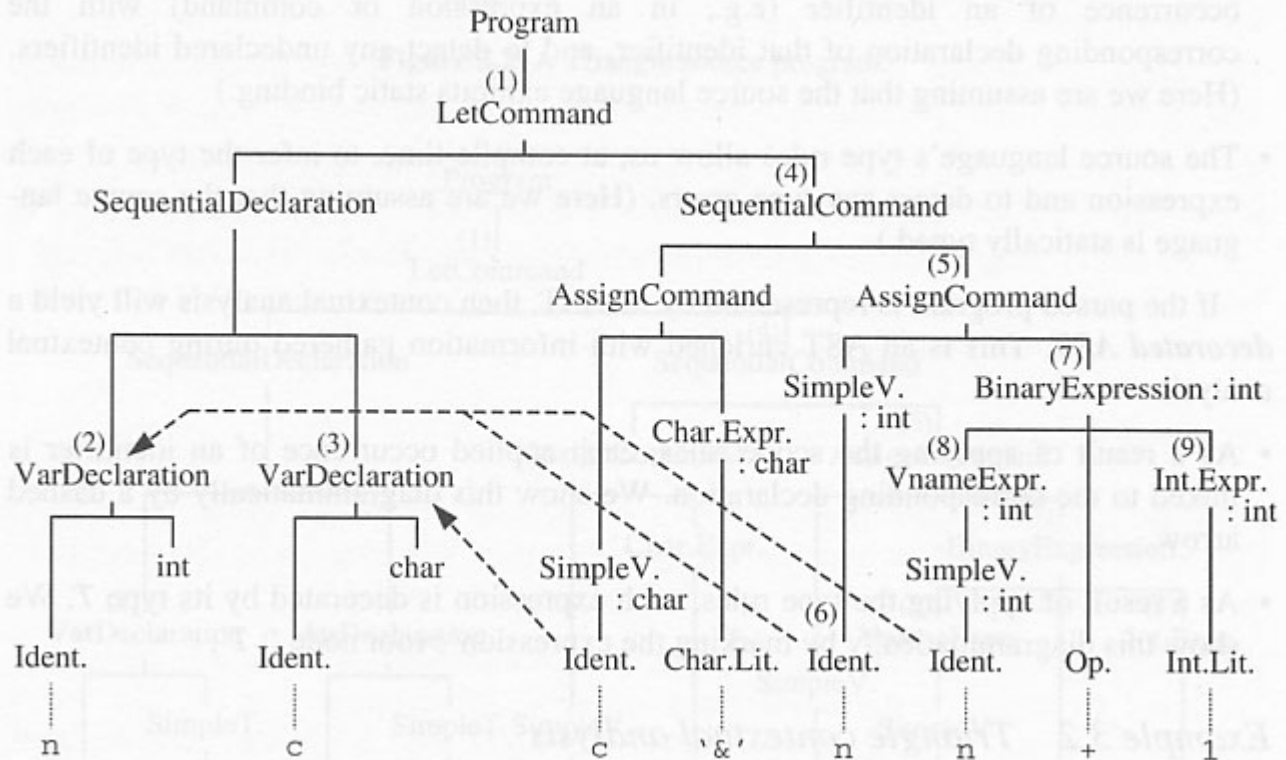 Program
(1)
LetCommand
(4)
SequentialDeclaration SequentialCommand
(5)
AssignCommand AssignCommand
(7)
SimpleV. BinaryExpression : int
: int
Char.Expr.
: char
(2) (3) (8) (9)
VarDeclaration VarDeclaration VnameExpr. Int.Expr.
: int : int
int char SimpleV. SimpleV.
: char : int
(6)
Ident. Ident. Ident. Char.Lit. Ident. Ident. Op. Int.Lit.
n c c '&' n n + 1